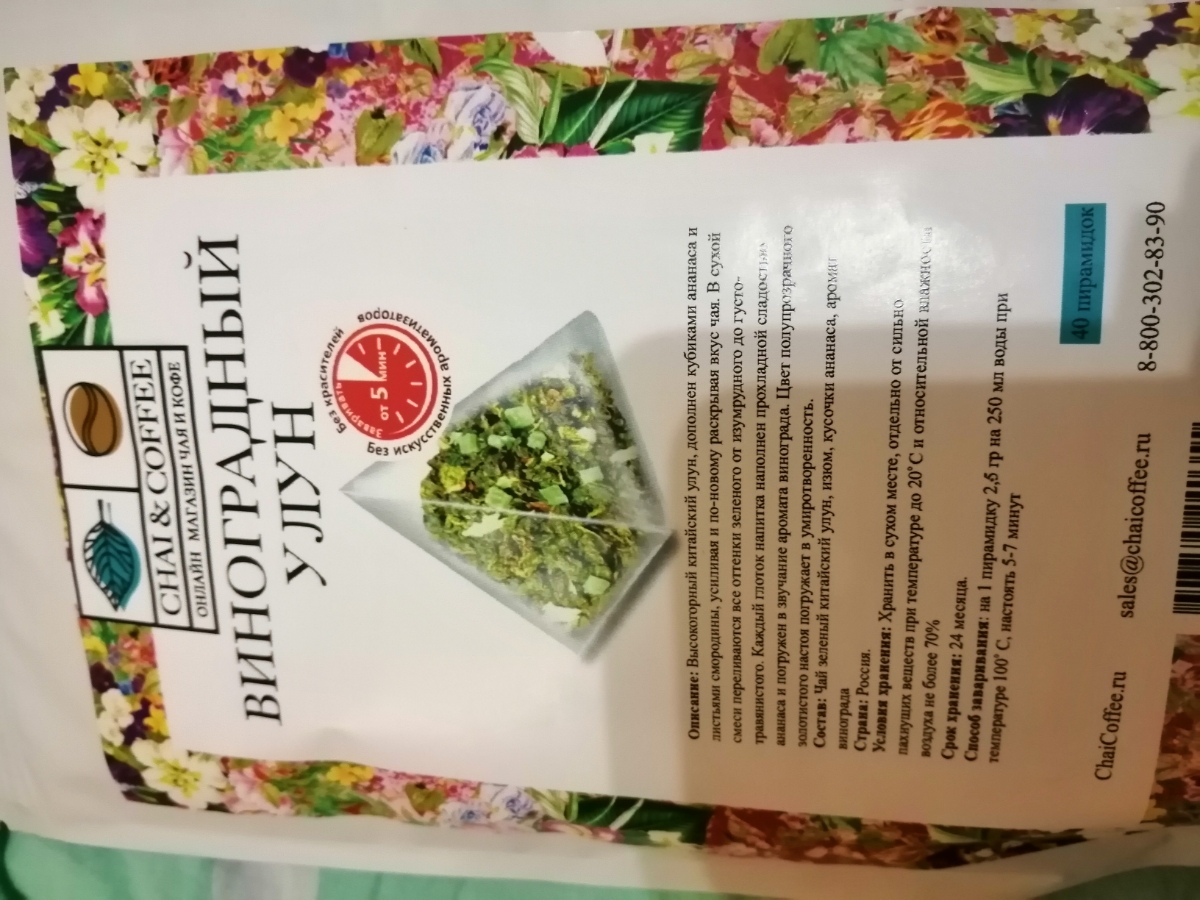 CHAI & COFFEE
ОНЛАЙН МАГАЗИН ЧАЯ И КОФЕ
ВИНОГРАДНЫЙ
УЛУН
Без красителей
Заваривать
от 5 мин
Без искусственных ароматизаторов
Описание: Высокогорный китайский улун, дополнен кубиками ананаса и
листьями смородины, усиливая и по-новому раскрывая вкус чая. В сухой
смеси переливаются все оттенки зеленого от изумрудного до густо-
травянистого. Каждый глоток напитка наполнен прохладной сладостью
ананаса и погружен в звучание аромата винограда. Цвет полупрозрачного
золотистого настоя погружает в умиротворенность.
Состав: Чай зеленый китайский улун, изюм, кусочки ананаса, аромат
винограда
Страна: Россия.
Условия хранения: Хранить в сухом месте, отдельно от сильно
пахнущих веществ при температуре до 20°С и относительной влажности
воздуха не более 70%
Срок хранения: 24 месяца.
Способ заваривания: на 1 пирамидку 2,5 гр на 250 мл воды при
температуре 100°С, настоять 5-7 минут
40 пирамидок
ChaiCoffee.ru sales@chaicoffee.ru 8-800-302-83-90